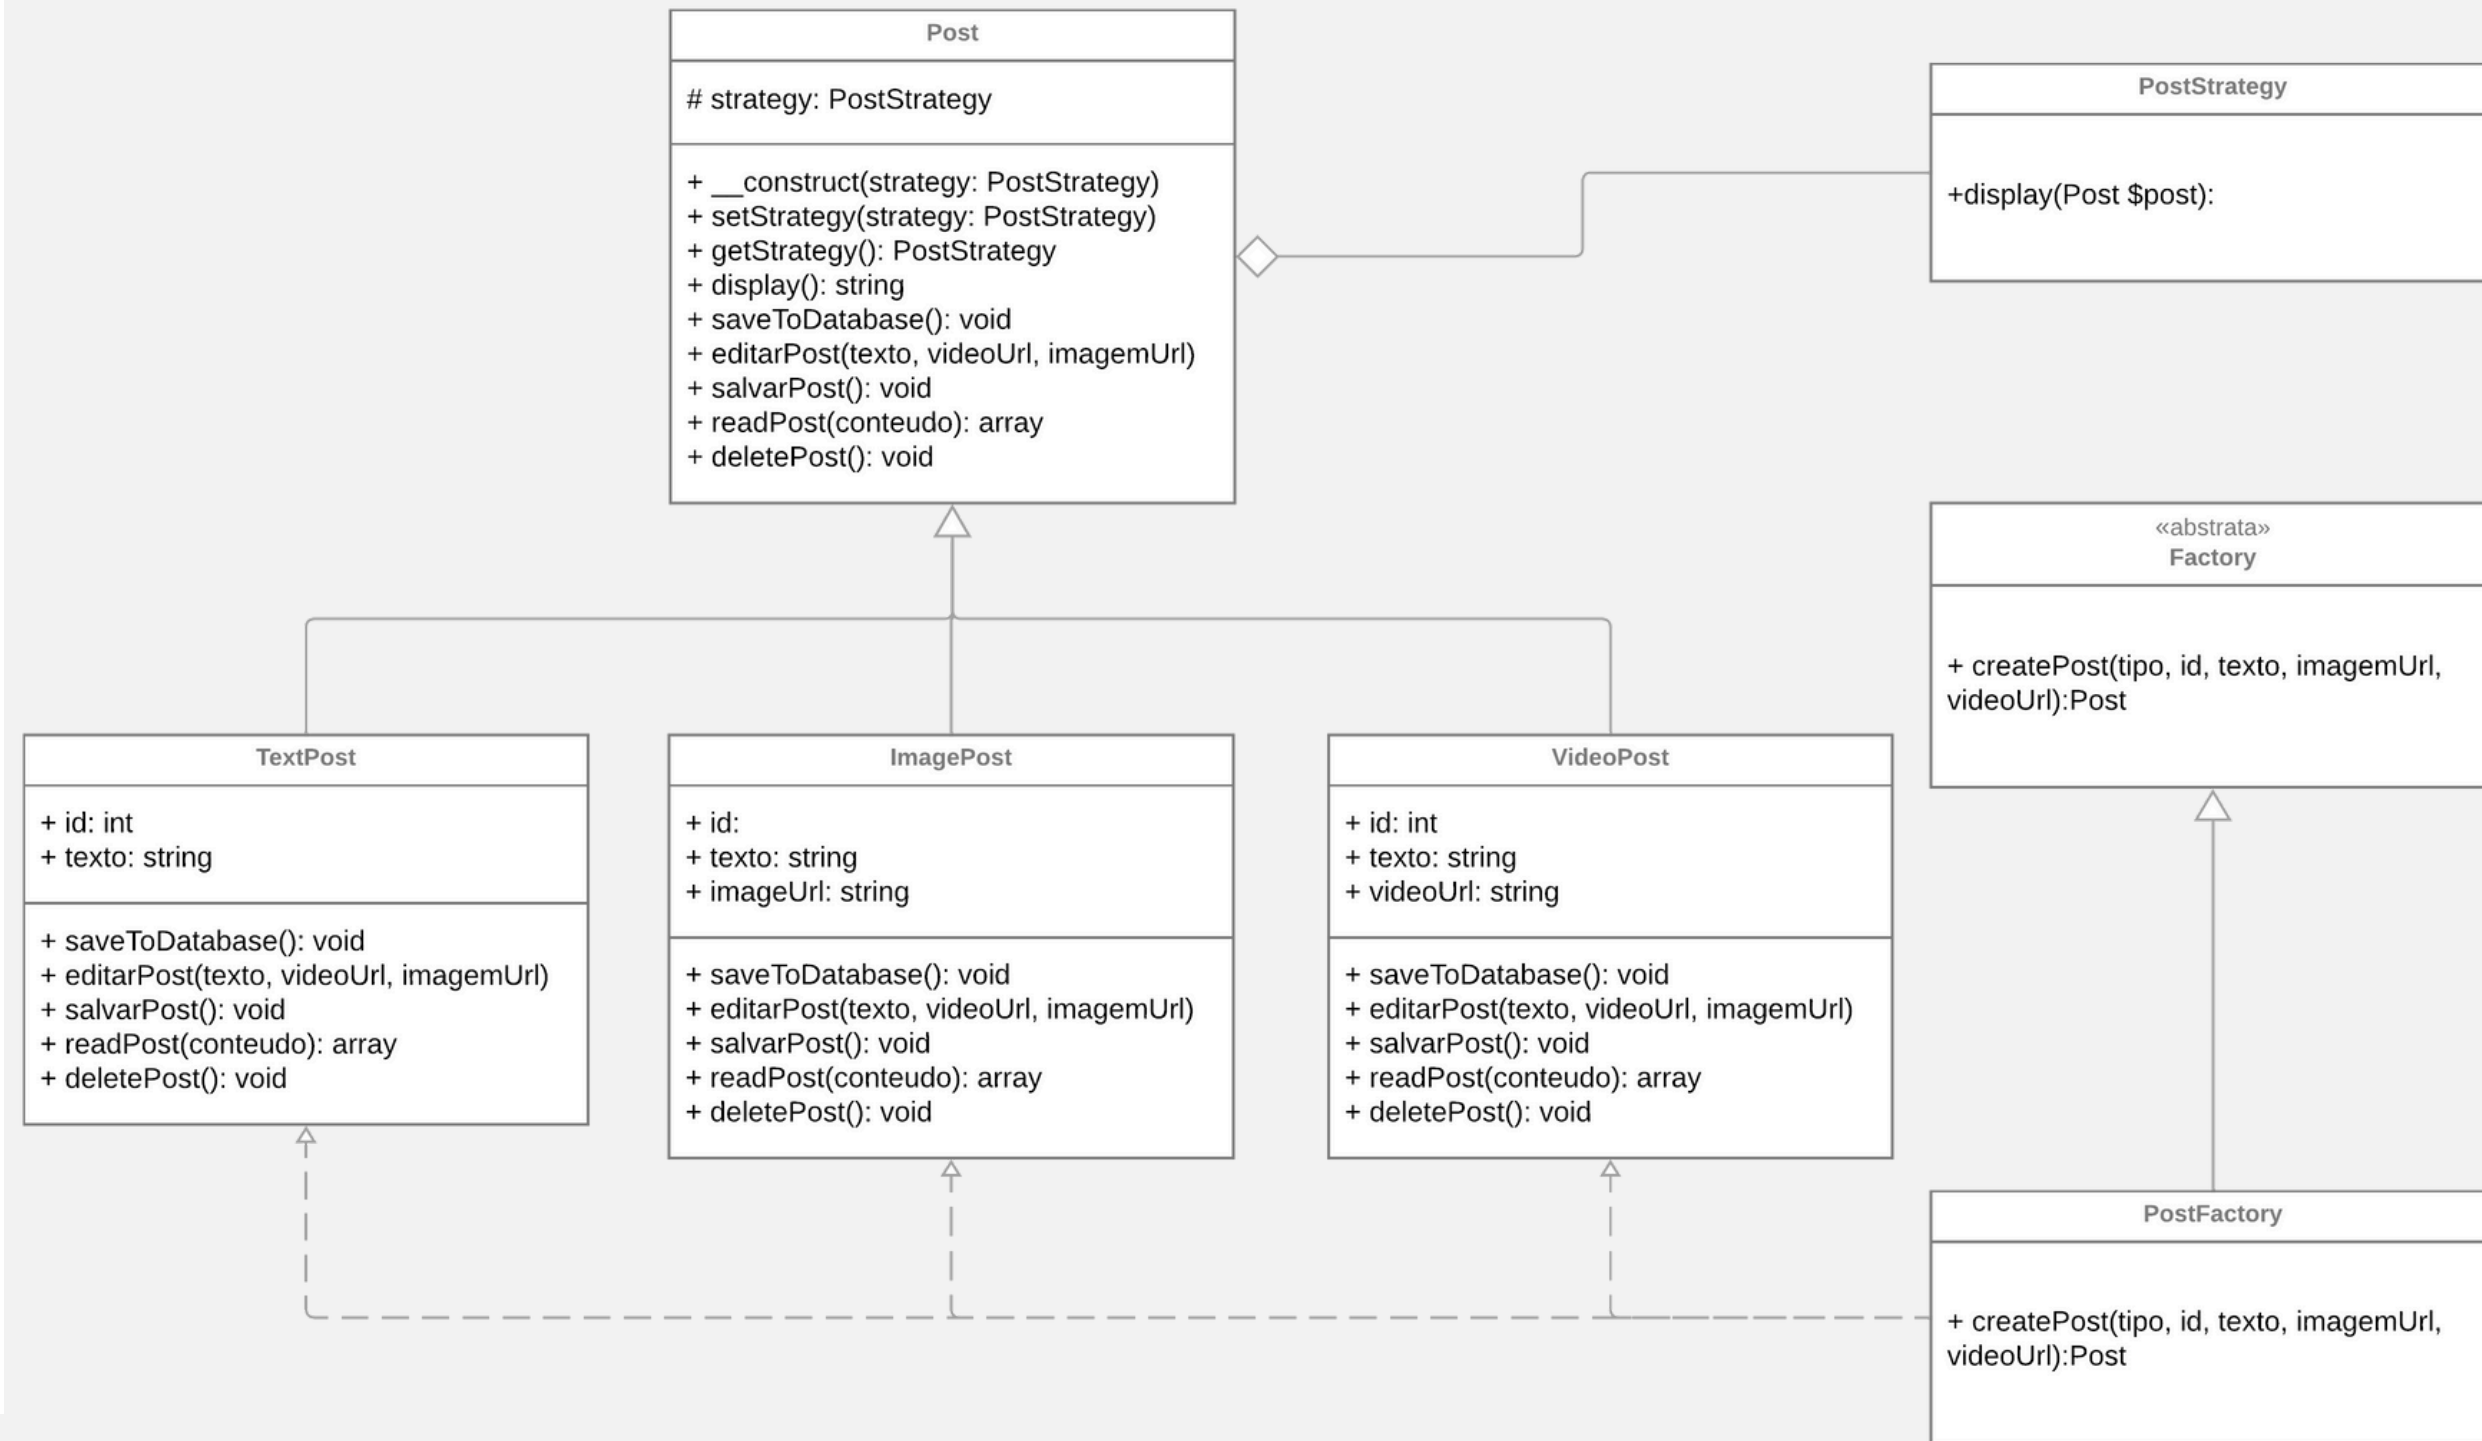 Post
# strategy: PostStrategy
+ __construct(strategy: PostStrategy)
+ setStrategy(strategy: PostStrategy)
+ getStrategy(): PostStrategy
+ display(): string
+ saveToDatabase(): void
+ editarPost(texto, videoUrl, imagemUrl)
+ salvarPost(): void
+ readPost(conteudo): array
+ deletePost(): void
PostStrategy
+display(Post $post):
«abstrata»
Factory
+ createPost(tipo, id, texto, imagemUrl,
videoUrl):Post
TextPost
+ id: int
+ texto: string
+ saveToDatabase(): void
+ editarPost(texto, videoUrl, imagemUrl)
+ salvarPost(): void
+ readPost(conteudo): array
+ deletePost(): void
ImagePost
+ id:
+ texto: string
+ imageUrl: string
+ saveToDatabase(): void
+ editarPost(texto, videoUrl, imagemUrl)
+ salvarPost(): void
+ readPost(conteudo): array
+ deletePost(): void
VideoPost
+ id: int
+ texto: string
+ videoUrl: string
+ saveToDatabase(): void
+ editarPost(texto, videoUrl, imagemUrl)
+ salvarPost(): void
+ readPost(conteudo): array
+ deletePost(): void
PostFactory
+ createPost(tipo, id, texto, imagemUrl,
videoUrl):Post